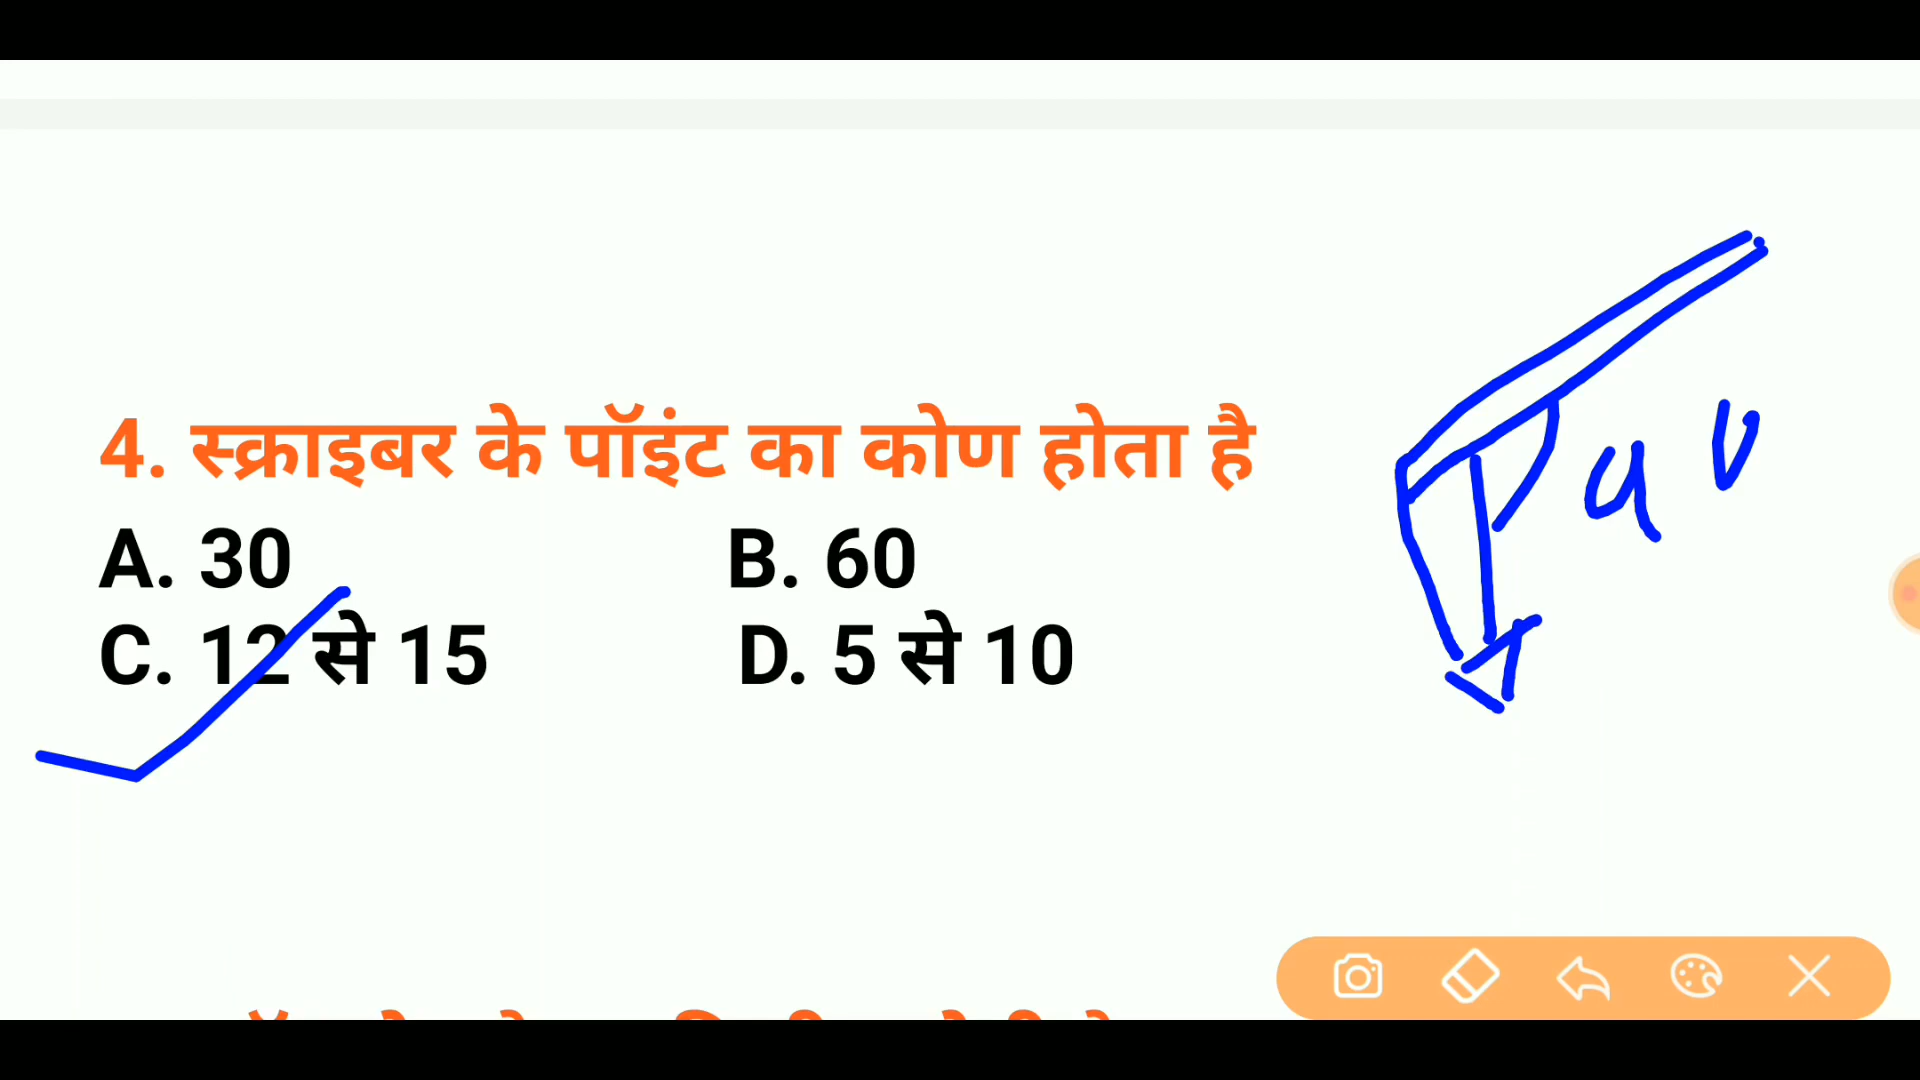 4. स्क्राइबर के पॉइंट का कोण होता है
A. 30 B. 60
C. 12 से 15 D. 5 से 10